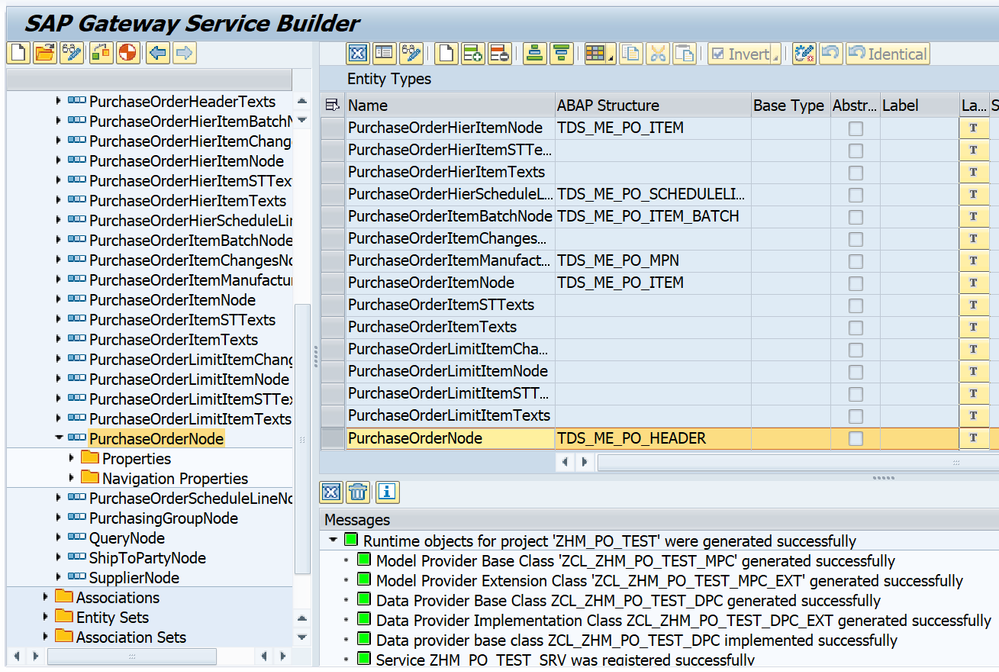 SAP Gateway Service Builder
Invert
Identical
PurchaseOrderHeaderTexts
PurchaseOrderHierItemBatchN
PurchaseOrderHierItemChang
PurchaseOrderHierItemNode
PurchaseOrderHierItemSTTex
PurchaseOrderHierItemTexts
PurchaseOrderHierScheduleLin
PurchaseOrderItemBatchNode
PurchaseOrderItemChangesNo
PurchaseOrderItemManufactu
PurchaseOrderItemNode
PurchaseOrderItemSTTexts
PurchaseOrderItemTexts
PurchaseOrderLimitItemChang
PurchaseOrderLimitItemNode
PurchaseOrderLimitItemSTTex
PurchaseOrderLimitItemTexts
PurchaseOrderNode
Properties
Navigation Properties
PurchaseOrderScheduleLineNo
PurchasingGroupNode
QueryNode
ShipToPartyNode
SupplierNode
Associations
Entity Sets
Association Sets
Entity Types
Name ABAP Structure Base Type Abstr... Label La... S
PurchaseOrderHierItemNode TDS_ME_PO_ITEM T
PurchaseOrderHierItemSTTe... T
PurchaseOrderHierItemTexts T
PurchaseOrderHierScheduleL... TDS_ME_PO_SCHEDULELI... T
PurchaseOrderItemBatchNode TDS_ME_PO_ITEM_BATCH T
PurchaseOrderItemChanges... T
PurchaseOrderItemManufact... TDS_ME_PO_MPN T
PurchaseOrderItemNode TDS_ME_PO_ITEM T
PurchaseOrderItemSTTexts T
PurchaseOrderItemTexts T
PurchaseOrderLimitItemCha... T
PurchaseOrderLimitItemNode T
PurchaseOrderLimitItemSTT... T
PurchaseOrderLimitItemTexts T
PurchaseOrderNode TDS_ME_PO_HEADER T
Messages
Runtime objects for project 'ZHM_PO_TEST' were generated successfully
Model Provider Base Class 'ZCL_ZHM_PO_TEST_MPC' generated successfully
Model Provider Extension Class 'ZCL_ZHM_PO_TEST_MPC_EXT' generated successfully
Data Provider Base Class ZCL_ZHM_PO_TEST_DPC generated successfully
Data Provider Implementation Class ZCL_ZHM_PO_TEST_DPC_EXT generated successfully
Data provider base class ZCL_ZHM_PO_TEST_DPC implemented successfully
Service ZHM_PO_TEST_SRV was registered successfully